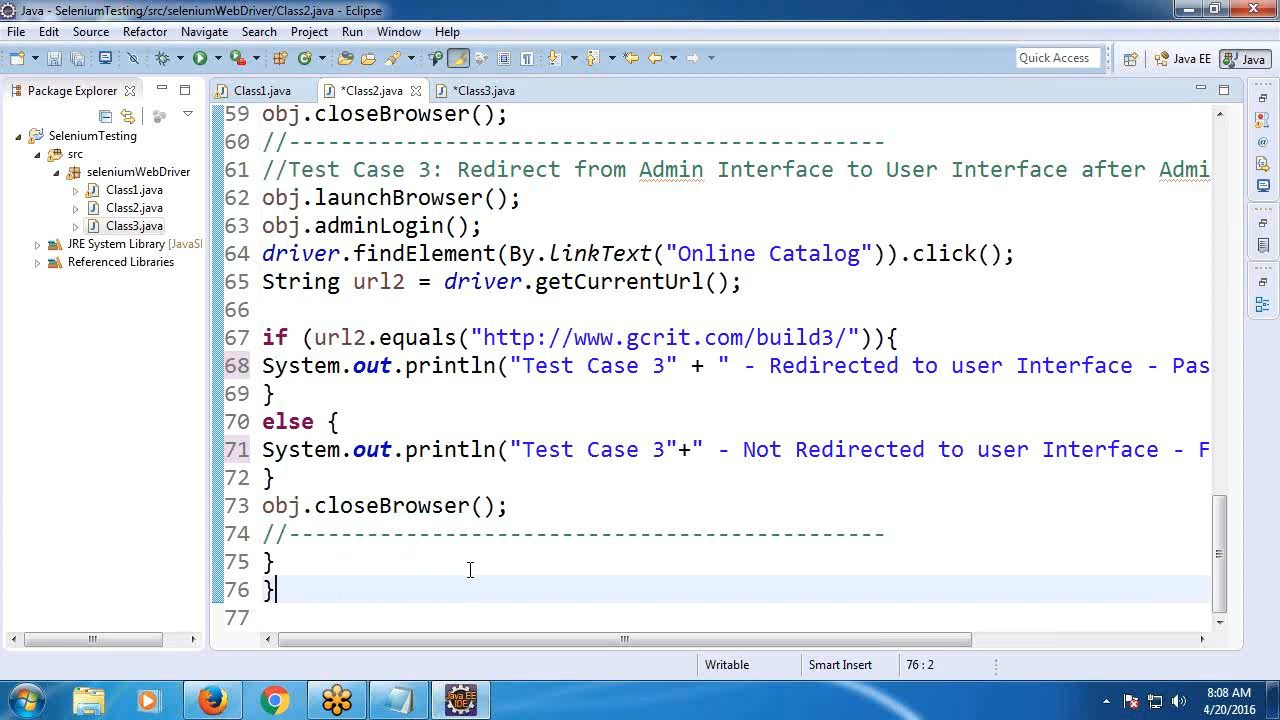 Java - SeleniumTesting/src/seleniumWebDriver/Class2.java - Eclipse
File Edit Source Refactor Navigate Search Project Run Window Help
Quick Access
Java EE
Java
Package Explorer
Class1.java
*Class2.java
*Class3.java
SeleniumTesting
src
seleniumWebDriver
Class1.java
Class2.java
Class3.java
JRE System Library [JavaS
Referenced Libraries
59 obj.closeBrowser();
60 //----------------------------------------------
61 //Test Case 3: Redirect from Admin Interface to User Interface after Admi
62 obj.launchBrowser();
63 obj.adminLogin();
64 driver.findElement(By.linkText("Online Catalog")).click();
65 String url2 = driver.getCurrentUrl();
66
67 if (url2.equals("http://www.gcrit.com/build3/")){
68 System.out.println("Test Case 3" + " - Redirected to user Interface - Pas
69 }
70 else {
71 System.out.println("Test Case 3"+" - Not Redirected to user Interface - F
72 }
73 obj.closeBrowser();
74 //----------------------------------------------
75 }
76 }
77
Writable
Smart Insert
76 : 2
Java EE
IDE
8:08 AM
4/20/2016